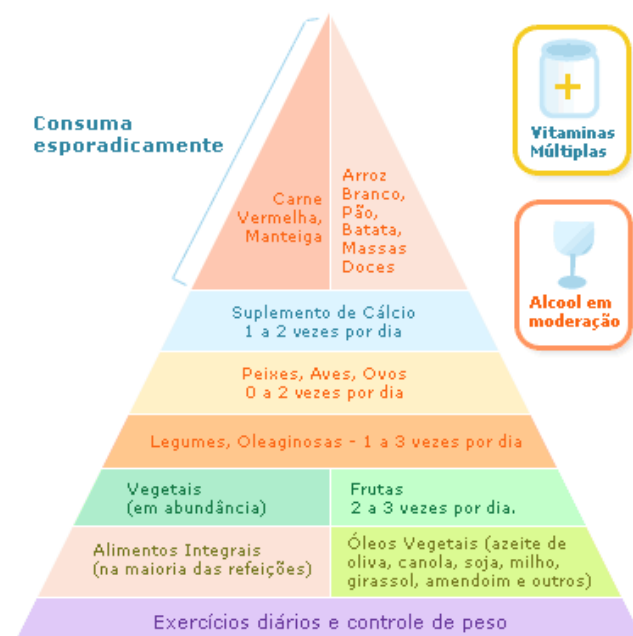 Consuma
esporadicamente
Carne
Vermelha,
Manteiga
Arroz
Branco,
Pão,
Batata,
Massas
Doces
Vitaminas
Múltiplas
Alcool em
moderação
Suplemento de Cálcio
1 a 2 vezes por dia
Peixes, Aves, Ovos
0 a 2 vezes por dia
Legumes, Oleaginosas - 1 a 3 vezes por dia
Vegetais
(em abundância)
Frutas
2 a 3 vezes por dia.
Alimentos Integrais
(na maioria das refeições)
Óleos Vegetais (azeite de
oliva, canola, soja, milho,
girassol, amendoim e outros)
Exercícios diários e controle de peso